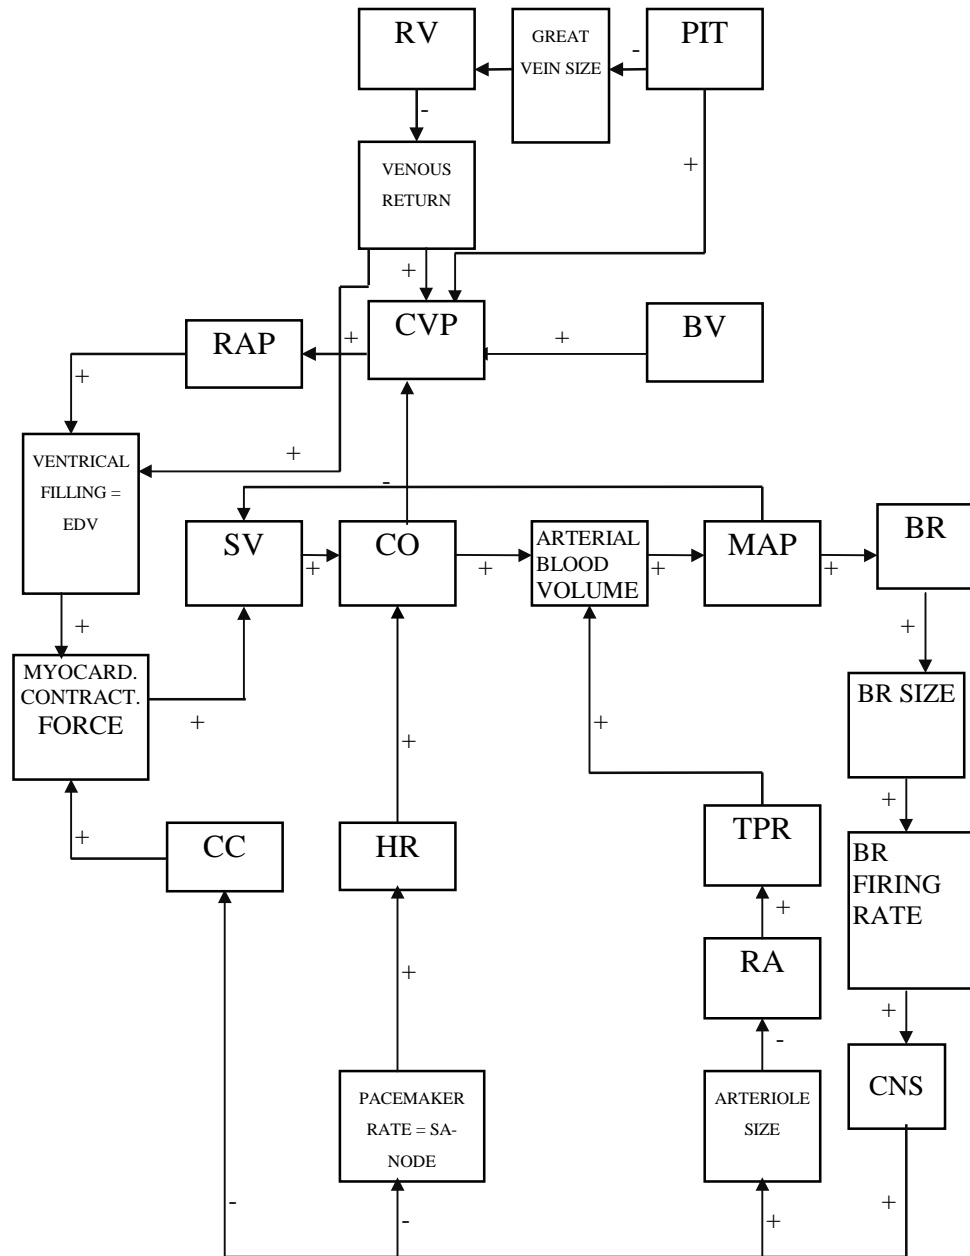 RV
GREAT
VEIN SIZE
PIT
-
-
+
VENOUS
RETURN
+
CVP
+
BV
+
RAP
+
+
VENTRICAL
FILLING =
EDV
-
SV
+
CO
+
ARTERIAL
BLOOD
VOLUME
+
MAP
+
BR
+
+
MYOCARD.
CONTRACT.
FORCE
+
BR SIZE
+
+
+
CC
+
HR
TPR
BR
FIRING
RATE
+
+
RA
+
-
PACEMAKER
RATE = SA-
NODE
ARTERIOLE
SIZE
CNS
-
-
+
+